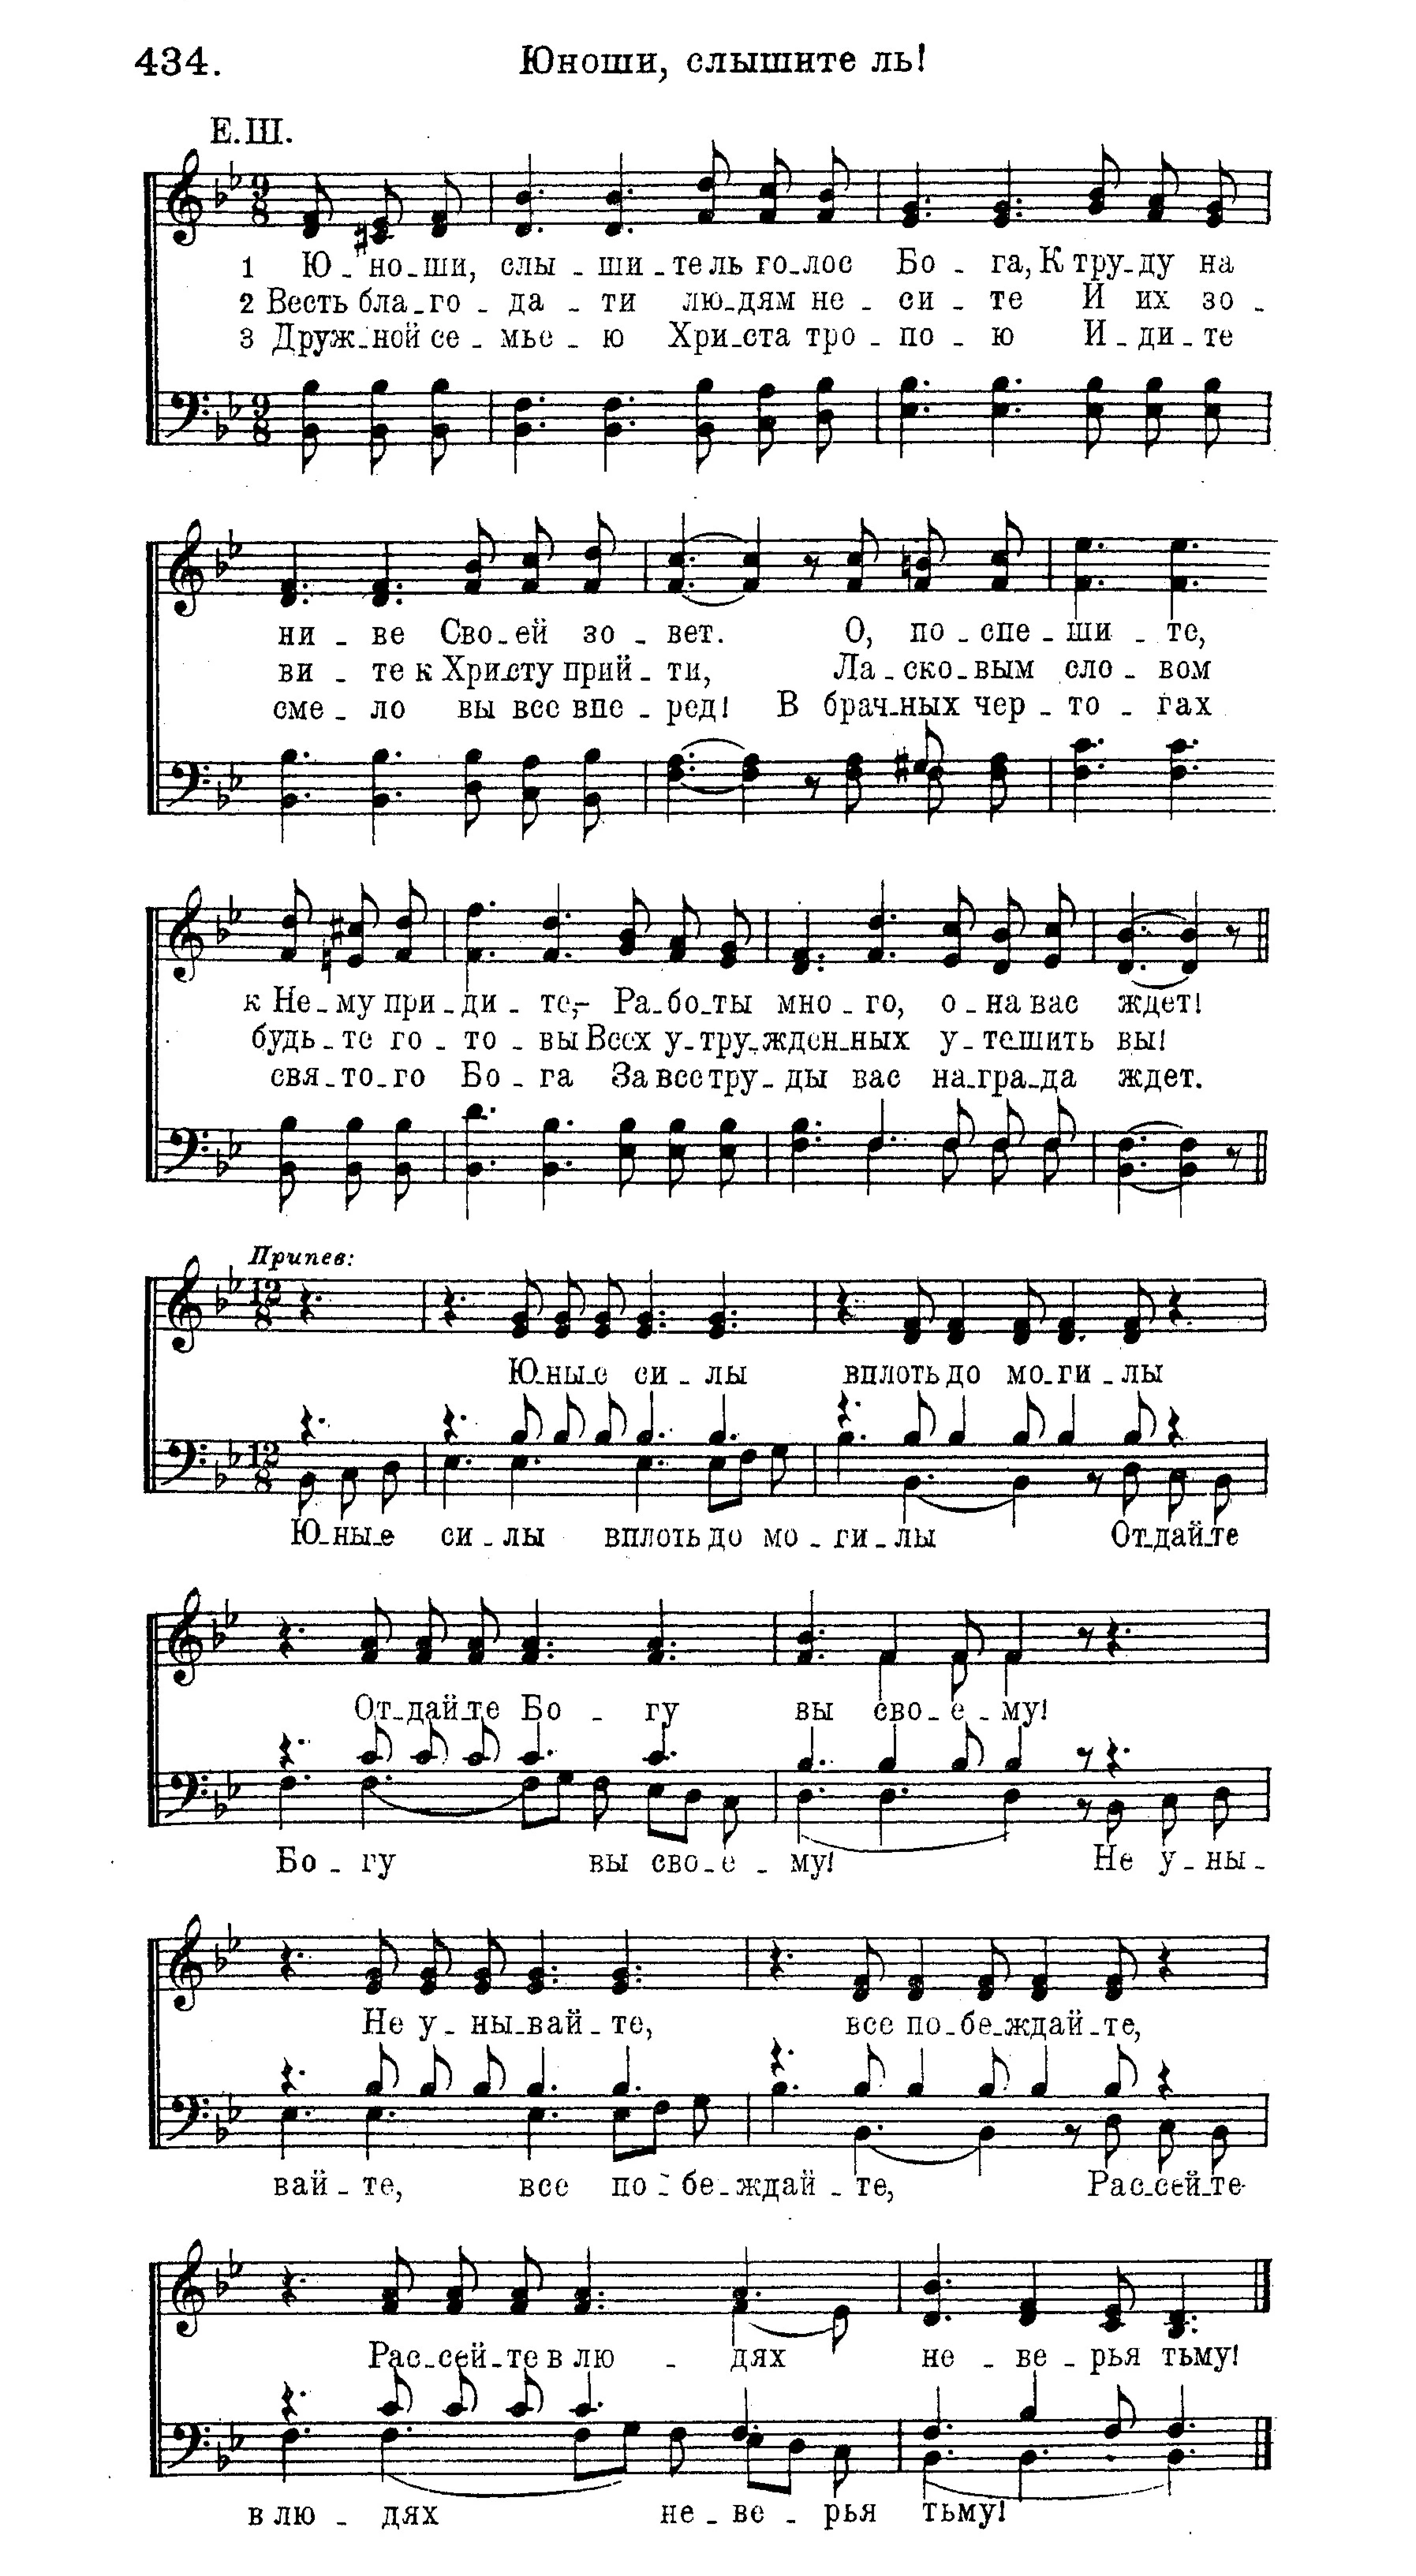 434.
Юноши, слышите ль!
Е.Ш.
9/8
1 Ю-но-ши, слы-ши-те ль го-лос Бо-га, К тру-ду на
2 Весть бла-го-да-ти лю-дям не-си-те И их зо-
3 Друж-ной се-мье-ю Хри-ста тро-по-ю И-ди-те
9/8
ни-ве Сво-ей зо-вет. О, по-спе-ши-те,
ви-те к Христу прий-ти, Ла-ско-вым сло-вом
сме-ло вы все впе-ред! В брач-ных чер-то-гах
к Не-му при-ди-те,- Ра-бо-ты мно-го, о-на вас ждет!
будь-те го-то-вы Всех у-тру-жден-ных у-те-шить вы!
свя-то-го Бо-га За все тру-ды вас на-гра-да ждет.
Припев:
12/8
Ю-ны-е си-лы вплоть до мо-ги-лы
12/8
Ю-ны-е си-лы вплоть до мо-ги-лы От-дай-те
От-дай-те Бо-гу вы сво-е-му!
Бо-гу вы сво-е-му! Не у-ны-
Не у-ны-вай-те, все по-бе-ждай-те,
вай-те, все по-бе-ждай-те, Рас-сей-те
Рас-сей-те в лю-дях не-ве-рья тьму!
в лю-дях не-ве-рья тьму!